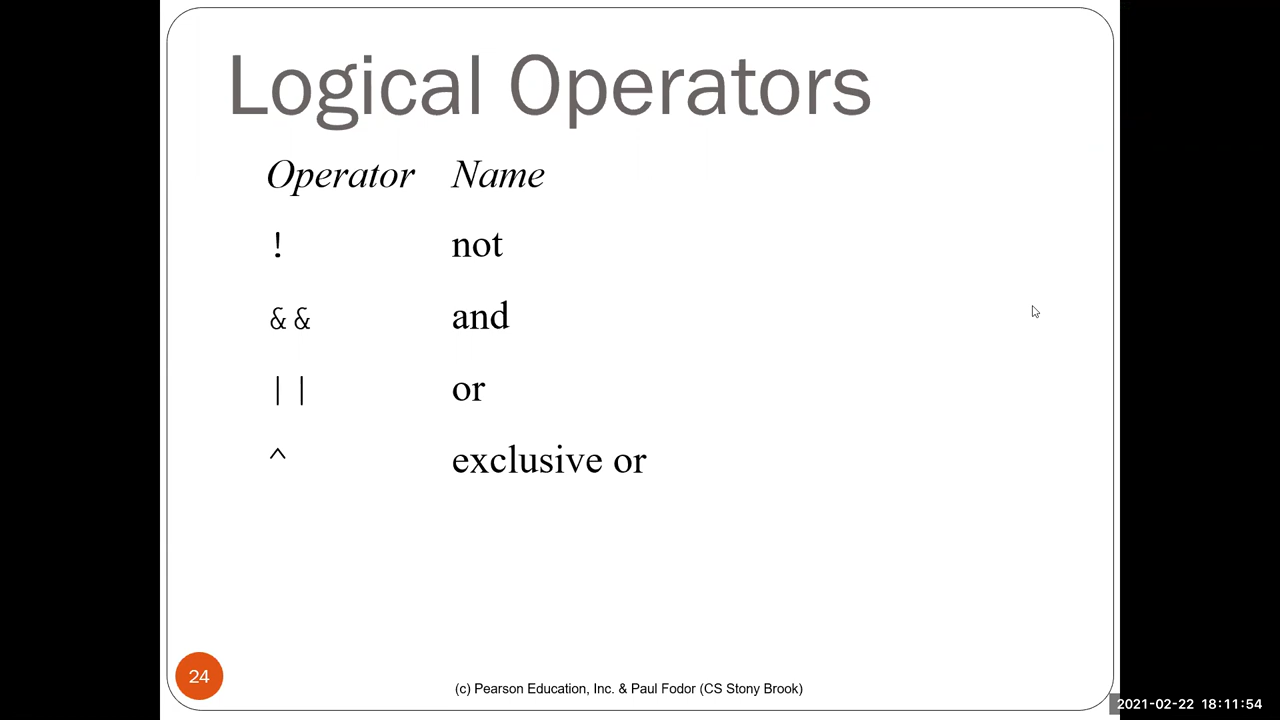 Logical Operators
Operator Name
! not
&& and
|| or
^ exclusive or
24
(c) Pearson Education, Inc. & Paul Fodor (CS Stony Brook)
2021-02-22 18:11:54